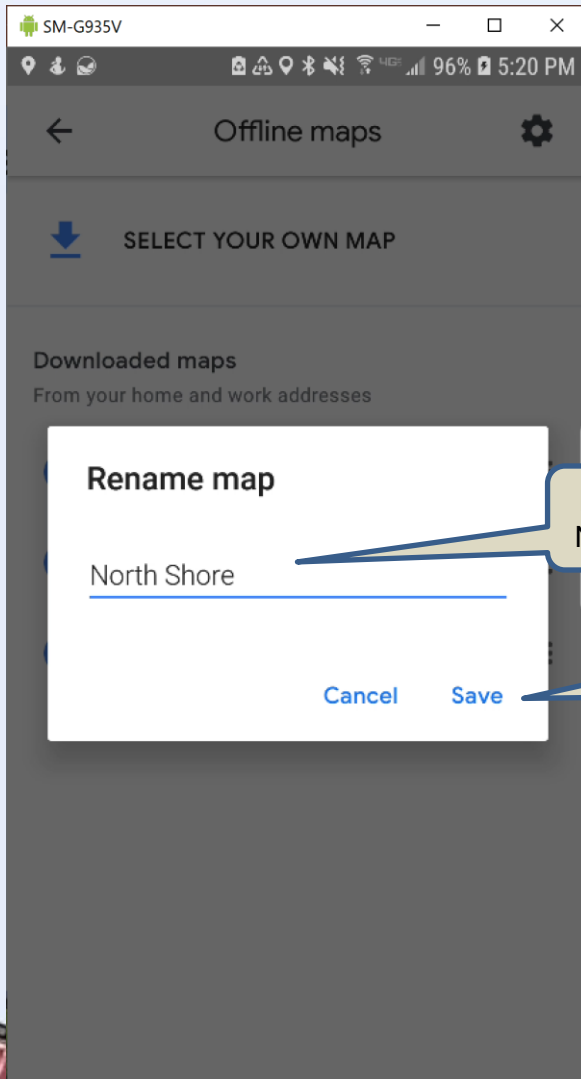 SM-G935V
4G 96% 5:20 PM
Offline maps
SELECT YOUR OWN MAP
Downloaded maps
From your home and work addresses
Rename map
North Shore
Cancel Save